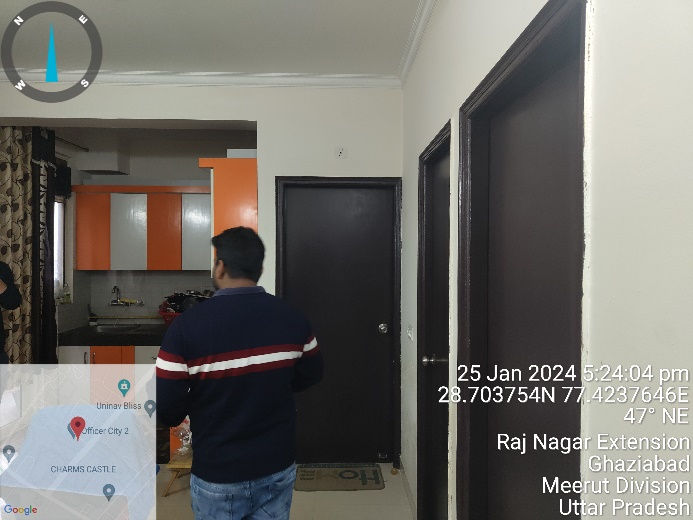 N
E
S
W
Uninav Bliss
Officer City 2
CHARMS CASTLE
Google
HOME
25 Jan 2024 5:24:04 pm
28.703754N 77.4237646E
47° NE
Raj Nagar Extension
Ghaziabad
Meerut Division
Uttar Pradesh